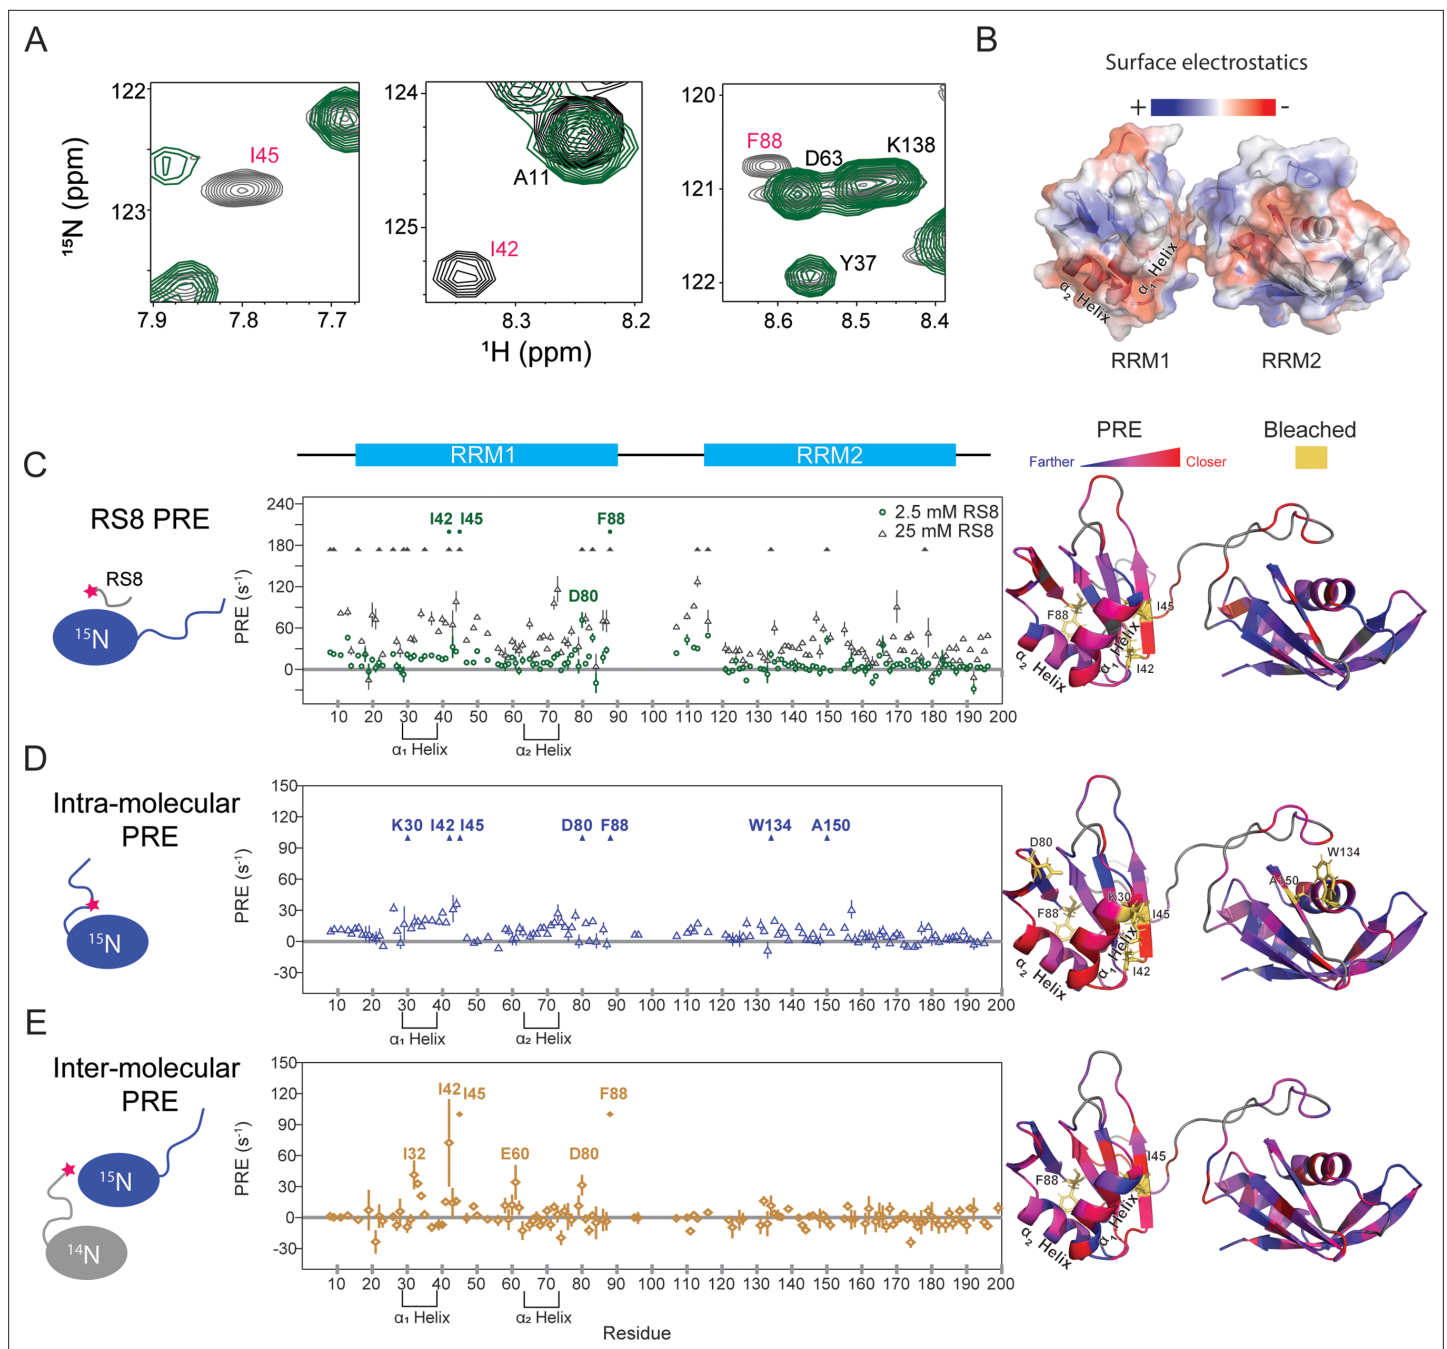 A
122
123
¹⁵N (ppm)
I45
7.9
7.8
7.7
124
125
A11
I42
8.3
8.2
¹H (ppm)
120
121
122
F88
D63
K138
Y37
8.6
8.5
8.4
B
Surface electrostatics
+
-
α₂ Helix
α₁ Helix
RRM1
RRM2
C
RS8 PRE
RS8
¹⁵N
RRM1
RRM2
PRE (s⁻¹)
240
180
120
60
0
I42 I45
F88
D80
2.5 mM RS8
25 mM RS8
10 20 30 40 50 60 70 80 90 100 110 120 130 140 150 160 170 180 190 200
α₁ Helix
α₂ Helix
PRE
Farther
Closer
Bleached
F88
I45
I42
α₂ Helix
α₁ Helix
D
Intra-molecular
PRE
¹⁵N
PRE (s⁻¹)
150
120
90
60
30
0
-30
K30 I42 I45
D80 F88
W134 A150
10 20 30 40 50 60 70 80 90 100 110 120 130 140 150 160 170 180 190 200
α₁ Helix
α₂ Helix
D80
F88
K30
I45
I42
α₂ Helix
α₁ Helix
A150
W134
E
Inter-molecular
PRE
¹⁵N
¹⁴N
PRE (s⁻¹)
150
120
90
60
30
0
-30
I42
I45
F88
I32
E60
D80
10 20 30 40 50 60 70 80 90 100 110 120 130 140 150 160 170 180 190 200
α₁ Helix
α₂ Helix
Residue
F88
I45
α₂ Helix
α₁ Helix